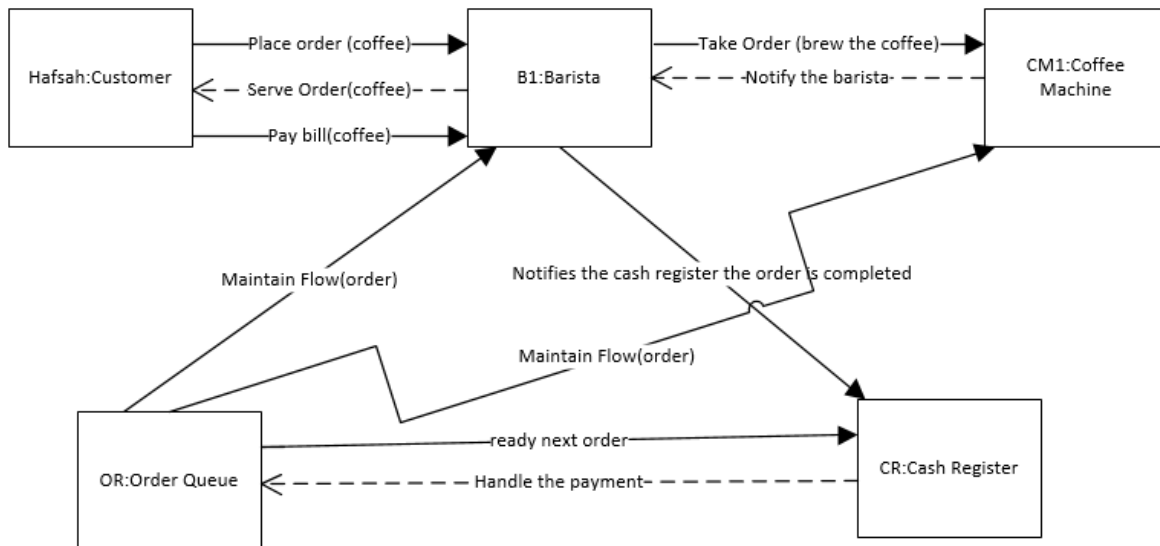 Place order (coffee)
Take Order (brew the coffee)
Hafsah:Customer
B1:Barista
CM1:Coffee
Machine
Serve Order(coffee)
Notify the barista
Pay bill(coffee)
Maintain Flow(order)
Notifies the cash register the order is completed
Maintain Flow(order)
ready next order
OR:Order Queue
Handle the payment
CR:Cash Register